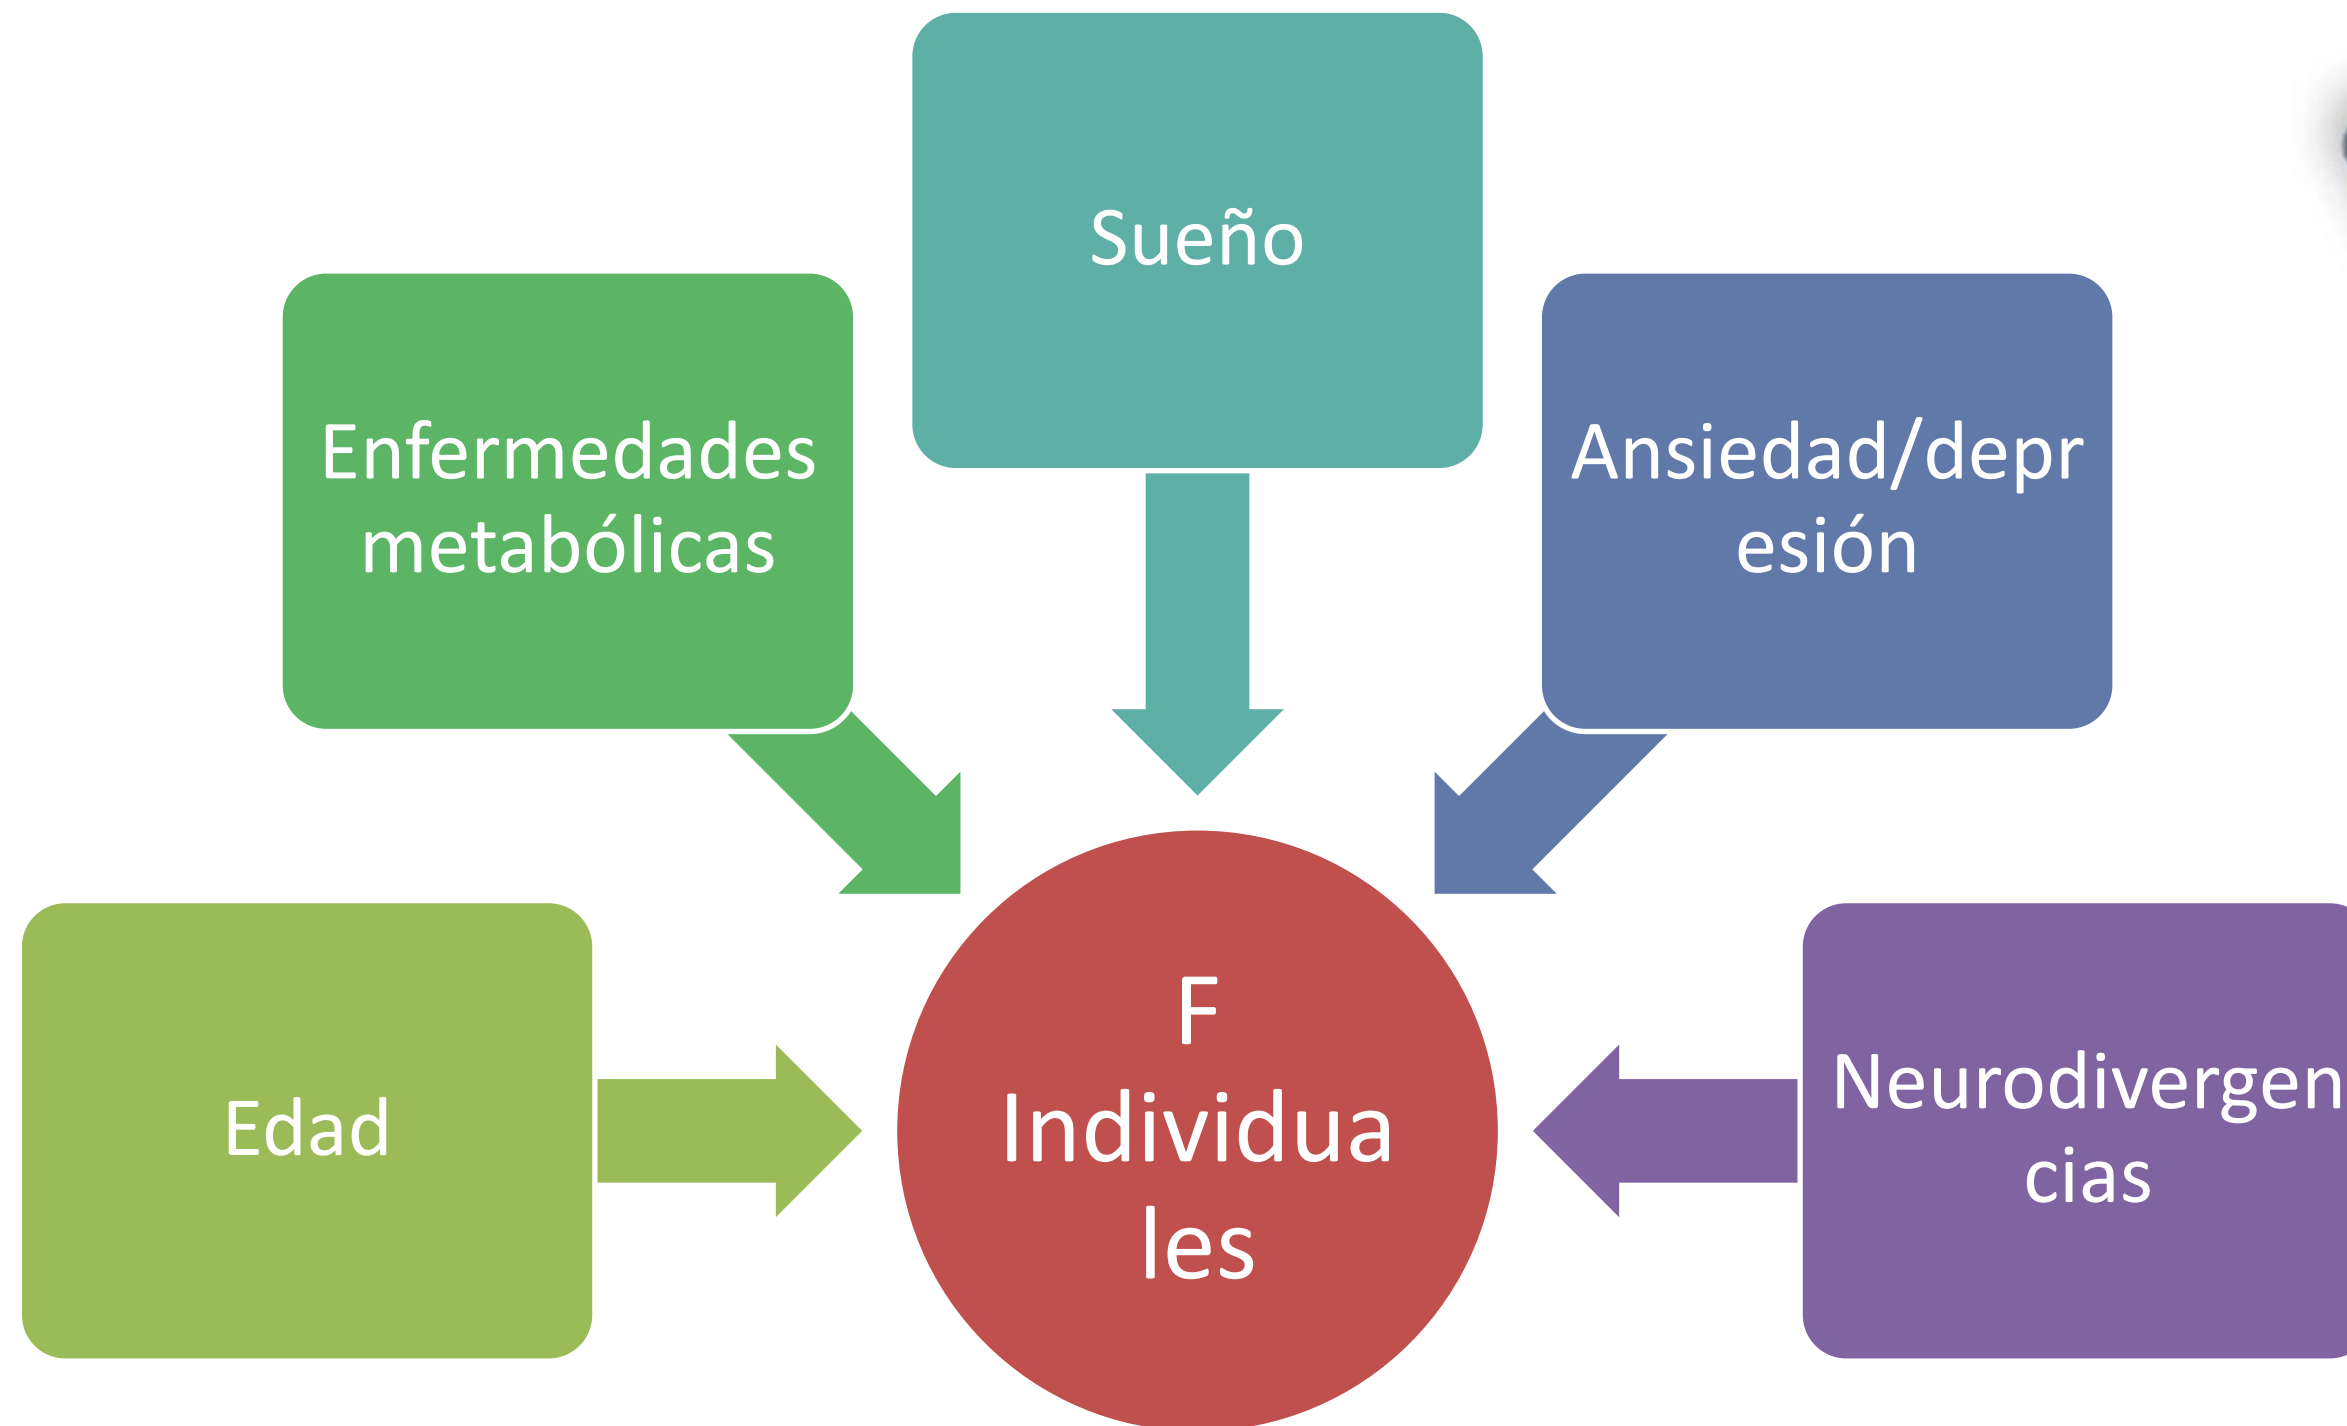 Sueño
Enfermedades
metabólicas
Ansiedad/depr
esión
Edad
F
Individua
les
Neurodivergen
cias